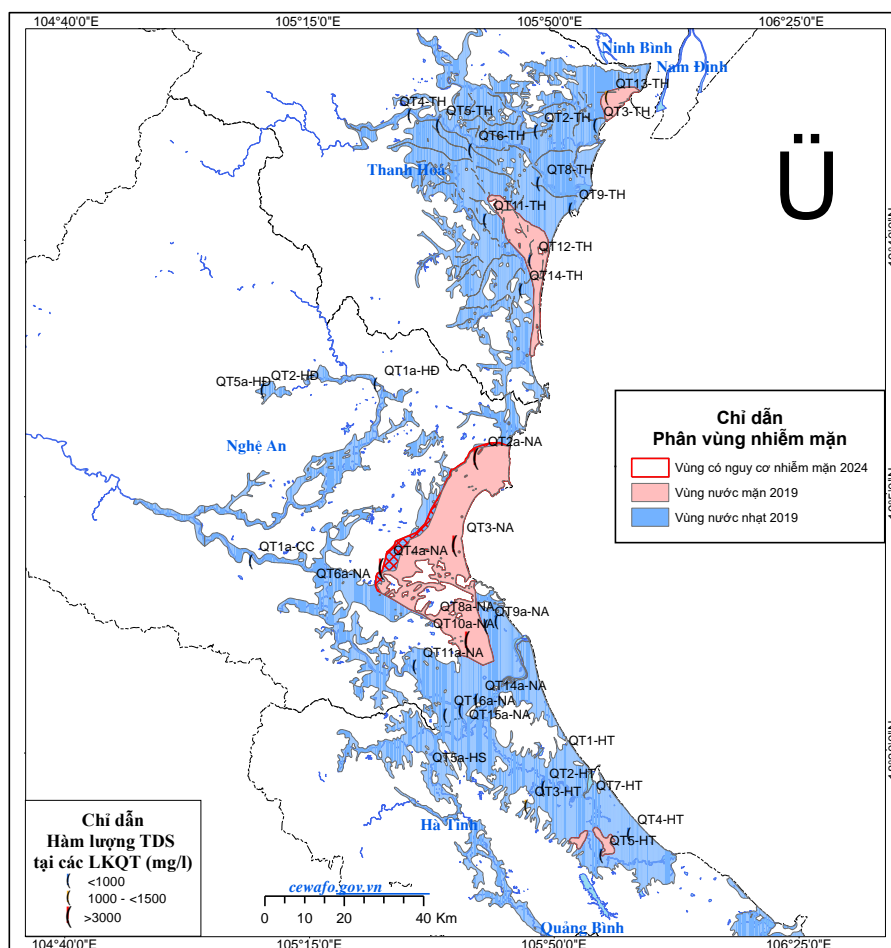 104°40'0"E
105°15'0"E
105°50'0"E
106°25'0"E
Ninh Bình
Nam Định
QT13-TH
QT4-TH
QT5-TH
QT2-TH
QT3-TH
QT6-TH
Thanh Hoá
QT8-TH
QT9-TH
QT11-TH
QT12-TH
QT14-TH
Ü
QT1a-HĐ
QT2-HĐ
QT5a-HĐ
Nghệ An
QT2a-NA
Chỉ dẫn
Phân vùng nhiễm mặn
Vùng có nguy cơ nhiễm mặn 2024
Vùng nước mặn 2019
Vùng nước nhạt 2019
QT3-NA
QT1a-CC
QT4a-NA
QT6a-NA
QT8a-NA
QT9a-NA
QT10a-NA
QT11a-NA
QT14a-NA
QT16a-NA
QT15a-NA
QT1-HT
QT5a-HS
QT2-HT
QT7-HT
QT3-HT
QT4-HT
Hà Tĩnh
QT5-HT
Chỉ dẫn
Hàm lượng TDS
tại các LKQT (mg/l)
<1000
1000 - <1500
>3000
cewafo.gov.vn
0 10 20 40 Km
Quảng Bình
104°40'0"E
105°15'0"E
105°50'0"E
106°25'0"E